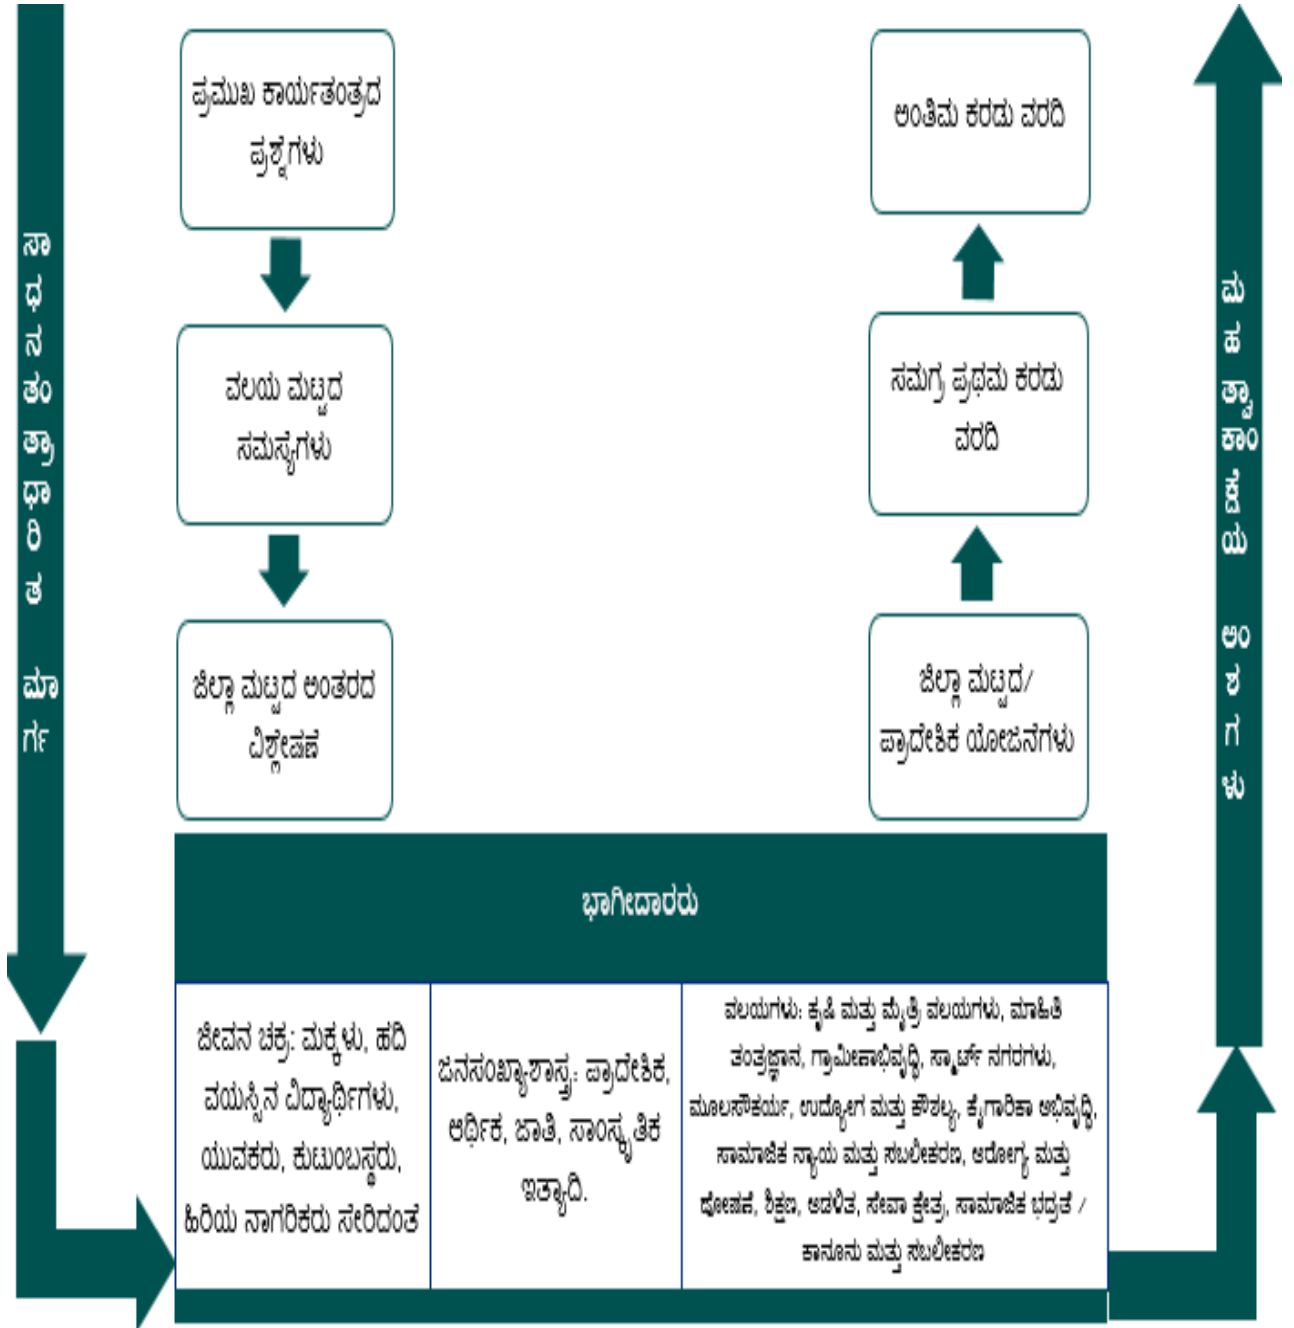 ಸಾಧನತಂತ್ರಾಧಾರಿತ ಮಾರ್ಗ
ಪ್ರಮುಖ ಕಾರ್ಯತಂತ್ರದ
ಪ್ರಶ್ನೆಗಳು
ವಲಯ ಮಟ್ಟದ
ಸಮಸ್ಯೆಗಳು
ಜಿಲ್ಲಾ ಮಟ್ಟದ ಅಂತರದ
ವಿಶ್ಲೇಷಣೆ
ಅಂತಿಮ ಕರಡು ವರದಿ
ಸಮಗ್ರ ಪ್ರಥಮ ಕರಡು
ವರದಿ
ಜಿಲ್ಲಾ ಮಟ್ಟದ/
ಪ್ರಾದೇಶಿಕ ಯೋಜನೆಗಳು
ಮಹತ್ವಾಕಾಂಕ್ಷೆಯ ಅಂಶಗಳು
ಭಾಗೀದಾರರು
ಜೀವನ ಚಕ್ರ: ಮಕ್ಕಳು, ಹದಿ
ವಯಸ್ಸಿನ ವಿದ್ಯಾರ್ಥಿಗಳು,
ಯುವಕರು, ಕುಟುಂಬಸ್ಥರು,
ಹಿರಿಯ ನಾಗರಿಕರು ಸೇರಿದಂತೆ
ಜನಸಂಖ್ಯಾಶಾಸ್ತ್ರ: ಪ್ರಾದೇಶಿಕ,
ಆರ್ಥಿಕ, ಜಾತಿ, ಸಾಂಸ್ಕೃತಿಕ
ಇತ್ಯಾದಿ.
ವಲಯಗಳು: ಕೃಷಿ ಮತ್ತು ಮೈತ್ರಿ ವಲಯಗಳು, ಮಾಹಿತಿ
ತಂತ್ರಜ್ಞಾನ, ಗ್ರಾಮೀಣಾಭಿವೃದ್ಧಿ, ಸ್ಮಾರ್ಟ್ ನಗರಗಳು,
ಮೂಲಸೌಕರ್ಯ, ಉದ್ಯೋಗ ಮತ್ತು ಕೌಶಲ್ಯ, ಕೈಗಾರಿಕಾ ಅಭಿವೃದ್ಧಿ,
ಸಾಮಾಜಿಕ ನ್ಯಾಯ ಮತ್ತು ಸಬಲೀಕರಣ, ಆರೋಗ್ಯ ಮತ್ತು
ಪೋಷಣೆ, ಶಿಕ್ಷಣ, ಆಡಳಿತ, ಸೇವಾ ಕ್ಷೇತ್ರ, ಸಾಮಾಜಿಕ ಭದ್ರತೆ /
ಕಾನೂನು ಮತ್ತು ಸಬಲೀಕರಣ